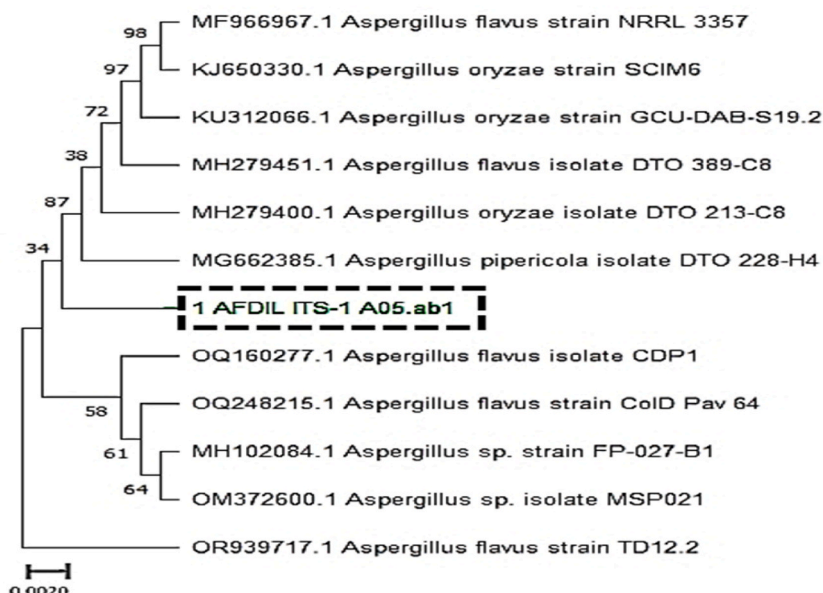 98
MF966967.1 Aspergillus flavus strain NRRL 3357
97
KJ650330.1 Aspergillus oryzae strain SCIM6
72
KU312066.1 Aspergillus oryzae strain GCU-DAB-S19.2
38
MH279451.1 Aspergillus flavus isolate DTO 389-C8
87
MH279400.1 Aspergillus oryzae isolate DTO 213-C8
34
MG662385.1 Aspergillus pipericola isolate DTO 228-H4
1 AFDIL ITS-1 A05.ab1
OQ160277.1 Aspergillus flavus isolate CDP1
58
OQ248215.1 Aspergillus flavus strain ColD Pav 64
61
MH102084.1 Aspergillus sp. strain FP-027-B1
64
OM372600.1 Aspergillus sp. isolate MSP021
OR939717.1 Aspergillus flavus strain TD12.2
0.0020